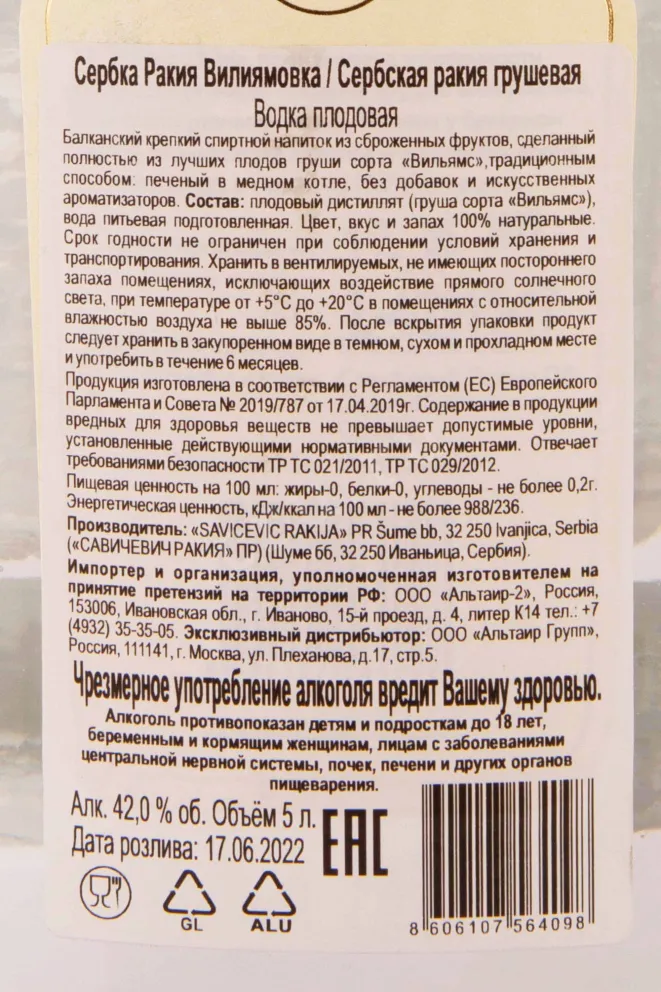 Сербка Ракия Вилиямовка / Сербская ракия грушевая
Водка плодовая
Балканский крепкий спиртной напиток из сброженных фруктов, сделанный
полностью из лучших плодов груши сорта «Вильямс»,традиционным
способом: печеный в медном котле, без добавок и искусственных
ароматизаторов. Состав: плодовый дистиллят (груша сорта «Вильямс»),
вода питьевая подготовленная. Цвет, вкус и запах 100% натуральные.
Срок годности не ограничен при соблюдении условий хранения и
транспортирования. Хранить в вентилируемых, не имеющих постороннего
запаха помещениях, исключающих воздействие прямого солнечного
света, при температуре от +5°С до +20°С в помещениях с относительной
влажностью воздуха не выше 85%. После вскрытия упаковки продукт
следует хранить в закупоренном виде в темном, сухом и прохладном месте
и употребить в течение 6 месяцев.
Продукция изготовлена в соответствии с Регламентом (ЕС) Европейского
Парламента и Совета № 2019/787 от 17.04.2019г. Содержание в продукции
вредных для здоровья веществ не превышает допустимые уровни,
установленные действующими нормативными документами. Отвечает
требованиями безопасности ТР ТС 021/2011, ТР ТС 029/2012.
Пищевая ценность на 100 мл: жиры-0, белки-0, углеводы - не более 0,2г.
Энергетическая ценность, кДж/ккал на 100 мл - не более 988/236.
Производитель: «SAVICEVIC RAKIJA» PR Šume bb, 32 250 Ivanjica, Serbia
(«САВИЧЕВИЧ РАКИЯ» ПР) (Шуме бб, 32 250 Иваньица, Сербия).
Импортер и организация, уполномоченная изготовителем на
принятие претензий на территории РФ: ООО «Альтаир-2», Россия,
153006, Ивановская обл., г. Иваново, 15-й проезд, д. 4, литер К14 тел.: +7
(4932) 35-35-05. Эксклюзивный дистрибьютор: ООО «Альтаир Групп»,
Россия, 111141, г. Москва, ул. Плеханова, д.17, стр.5.
Чрезмерное употребление алкоголя вредит Вашему здоровью.
Алкоголь противопоказан детям и подросткам до 18 лет,
беременным и кормящим женщинам, лицам с заболеваниями
центральной нервной системы, почек, печени и других органов
пищеварения.
Алк. 42,0 % об. Объём 5 л.
Дата розлива: 17.06.2022
ЕАС
GL
ALU
8 606107 564098